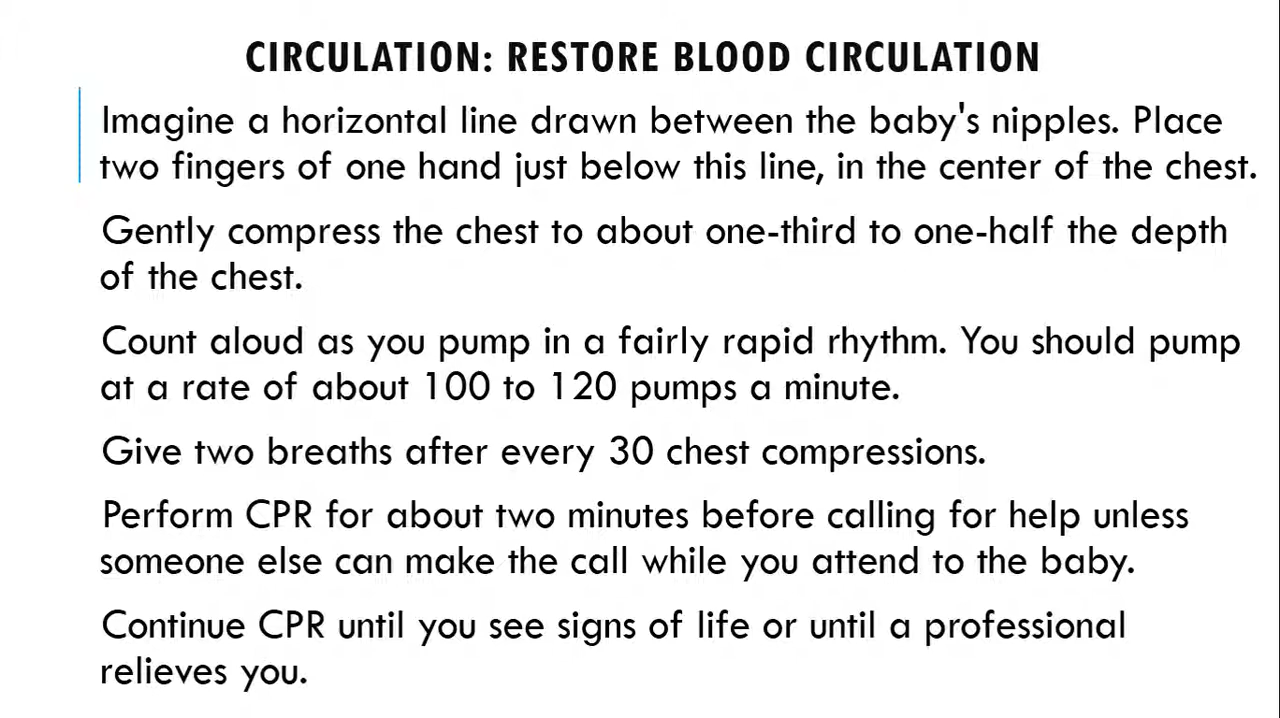 CIRCULATION: RESTORE BLOOD CIRCULATION
Imagine a horizontal line drawn between the baby's nipples. Place
two fingers of one hand just below this line, in the center of the chest.
Gently compress the chest to about one-third to one-half the depth
of the chest.
Count aloud as you pump in a fairly rapid rhythm. You should pump
at a rate of about 100 to 120 pumps a minute.
Give two breaths after every 30 chest compressions.
Perform CPR for about two minutes before calling for help unless
someone else can make the call while you attend to the baby.
Continue CPR until you see signs of life or until a professional
relieves you.